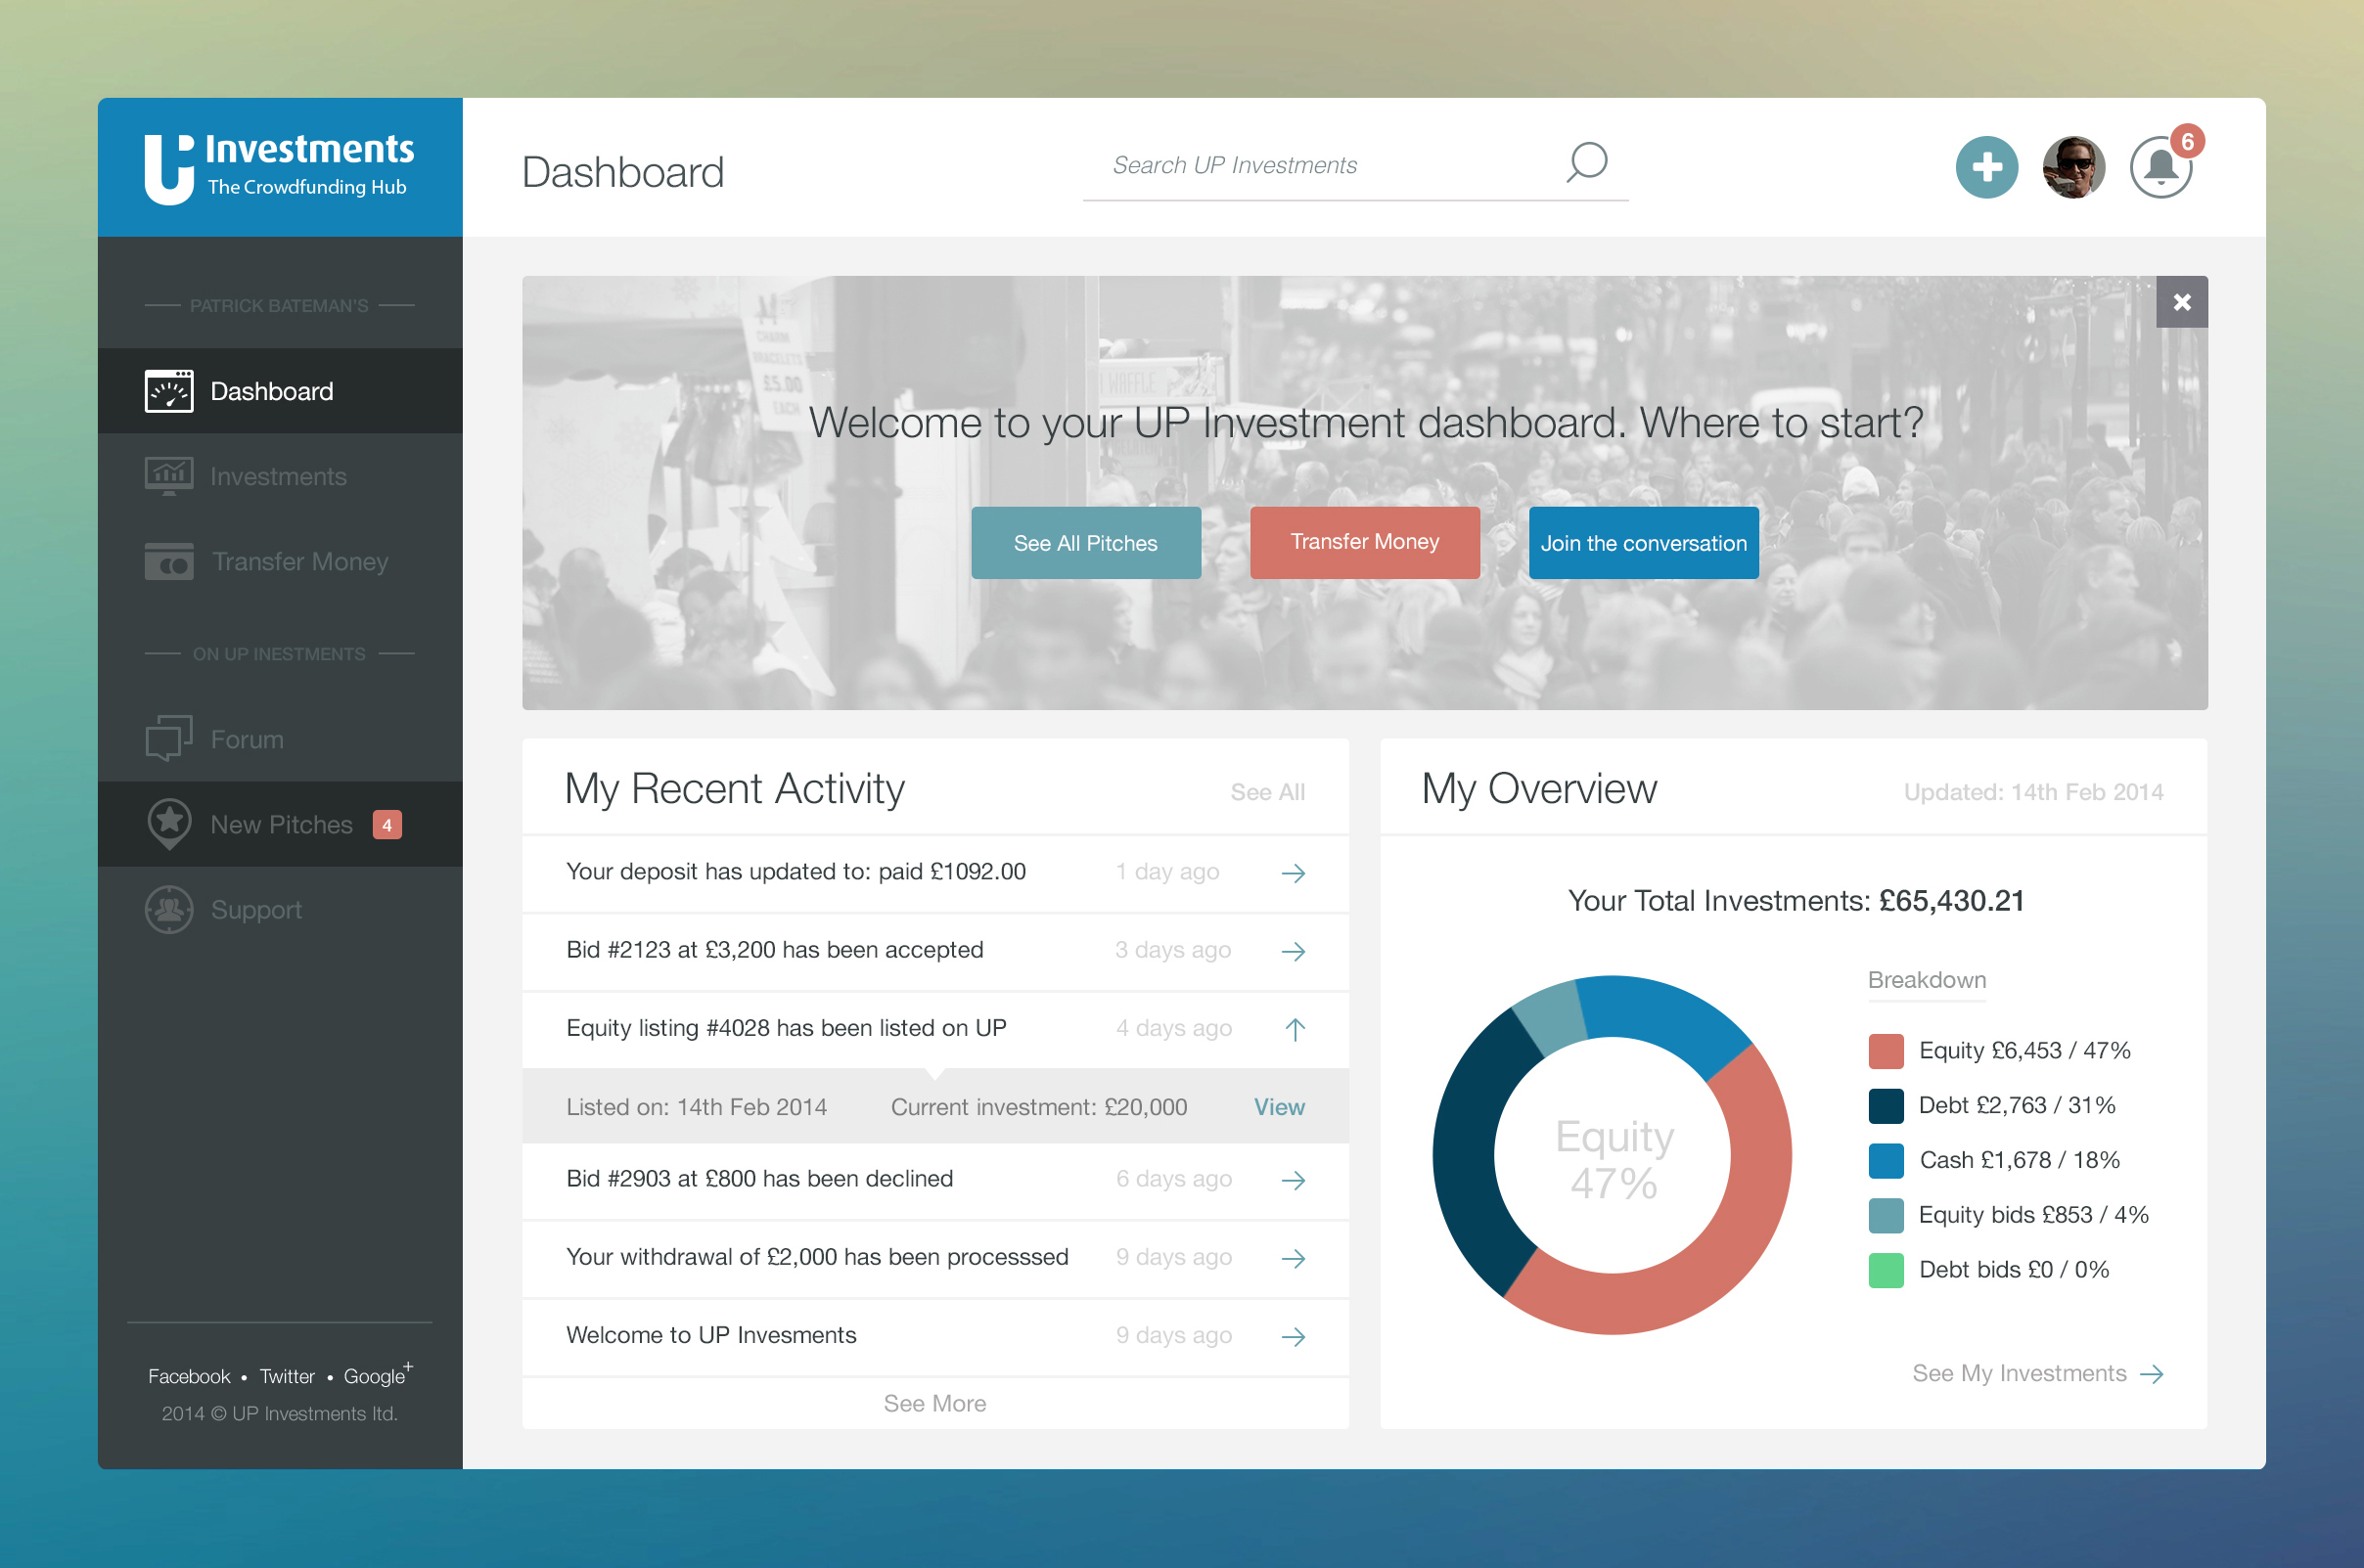 UP Investments
The Crowdfunding Hub
Dashboard
Search UP Investments
6
PATRICK BATEMAN'S
Dashboard
Investments
Transfer Money
ON UP INESTMENTS
Forum
New Pitches 4
Support
Facebook • Twitter • Google+
2014 © UP Investments ltd.
CHARM
BRACELETS
£5.00
EACH
WAFFLE
Welcome to your UP Investment dashboard. Where to start?
See All Pitches
Transfer Money
Join the conversation
My Recent Activity See All
Your deposit has updated to: paid £1092.00 1 day ago
Bid #2123 at £3,200 has been accepted 3 days ago
Equity listing #4028 has been listed on UP 4 days ago
Listed on: 14th Feb 2014 Current investment: £20,000 View
Bid #2903 at £800 has been declined 6 days ago
Your withdrawal of £2,000 has been processsed 9 days ago
Welcome to UP Invesments 9 days ago
See More
My Overview Updated: 14th Feb 2014
Your Total Investments: £65,430.21
Equity
47%
Breakdown
Equity £6,453 / 47%
Debt £2,763 / 31%
Cash £1,678 / 18%
Equity bids £853 / 4%
Debt bids £0 / 0%
See My Investments